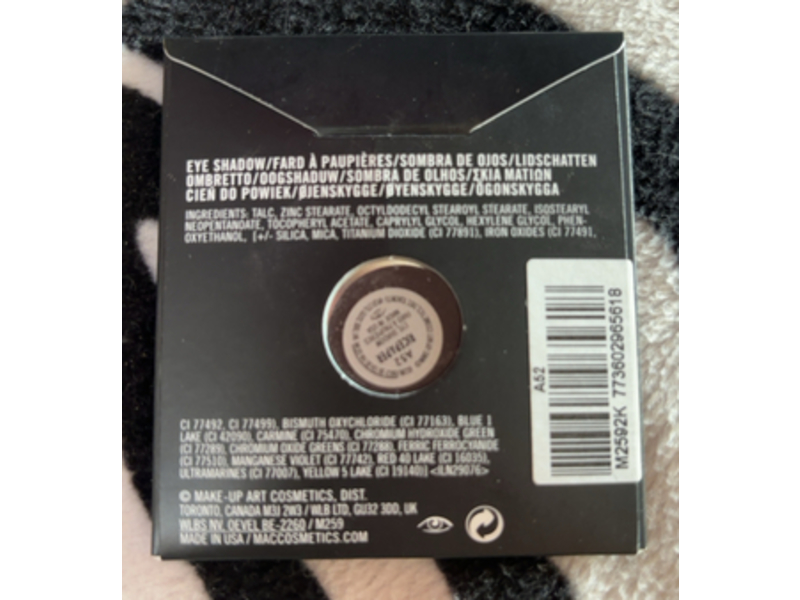 EYE SHADOW/FARD À PAUPIÈRES/SOMBRA DE OJOS/LIDSCHATTEN
OMBRETTO/OOGSHADUW/SOMBRA DE OLHOS/ΣΚΙΑ ΜΑΤΙΩΝ
CIEŃ DO POWIEK/ØJENSKYGGE/ØYENSKYGGE/ÖGONSKYGGA
INGREDIENTS: TALC, ZINC STEARATE, OCTYLDODECYL STEAROYL STEARATE, ISOSTEARYL
NEOPENTANOATE, TOCOPHERYL ACETATE, CAPRYLYL GLYCOL, HEXYLENE GLYCOL, PHEN-
OXYETHANOL, [+/- SILICA, MICA, TITANIUM DIOXIDE (CI 77891), IRON OXIDES (CI 77491,
A52
CI 77492, CI 77499), BISMUTH OXYCHLORIDE (CI 77163), BLUE 1
LAKE (CI 42090), CARMINE (CI 75470), CHROMIUM HYDROXIDE GREEN
(CI 77289), CHROMIUM OXIDE GREENS (CI 77288), FERRIC FERROCYANIDE
(CI 77510), MANGANESE VIOLET (CI 77742), RED 40 LAKE (CI 16035),
ULTRAMARINES (CI 77007), YELLOW 5 LAKE (CI 19140)] <ILN29076>
© MAKE-UP ART COSMETICS, DIST.
TORONTO, CANADA M3J 2W3 / WLB LTD, GU32 3DD, UK
WLBS NV. OEVEL BE-2260 / M259
MADE IN USA / MACCOSMETICS.COM
A52
M2592K 773602965618